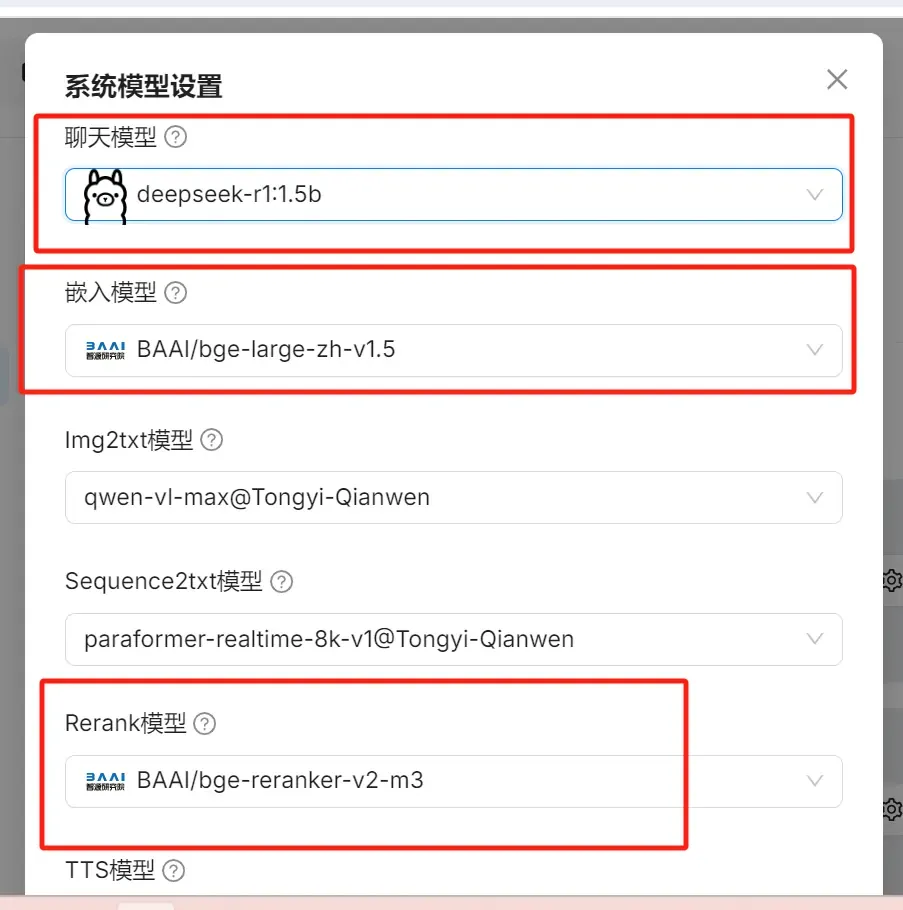 系统模型设置
聊天模型
deepseek-r1:1.5b
嵌入模型
BAAI 智源研究院 BAAI/bge-large-zh-v1.5
Img2txt模型
qwen-vl-max@Tongyi-Qianwen
Sequence2txt模型
paraformer-realtime-8k-v1@Tongyi-Qianwen
Rerank模型
BAAI 智源研究院 BAAI/bge-reranker-v2-m3
TTS模型